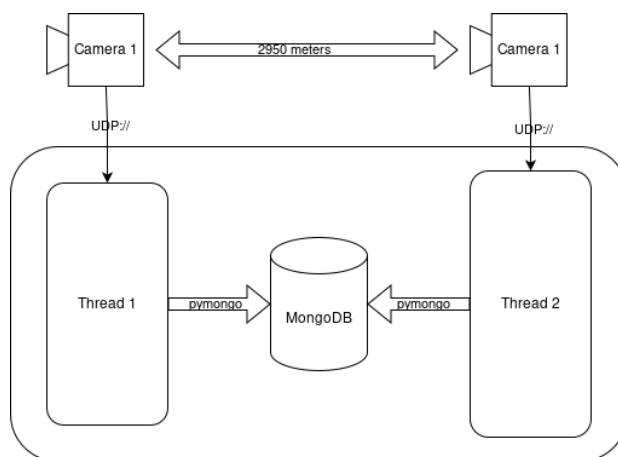 Camera 1
2950 meters
Camera 1
UDP://
UDP://
Thread 1
pymongo
MongoDB
pymongo
Thread 2